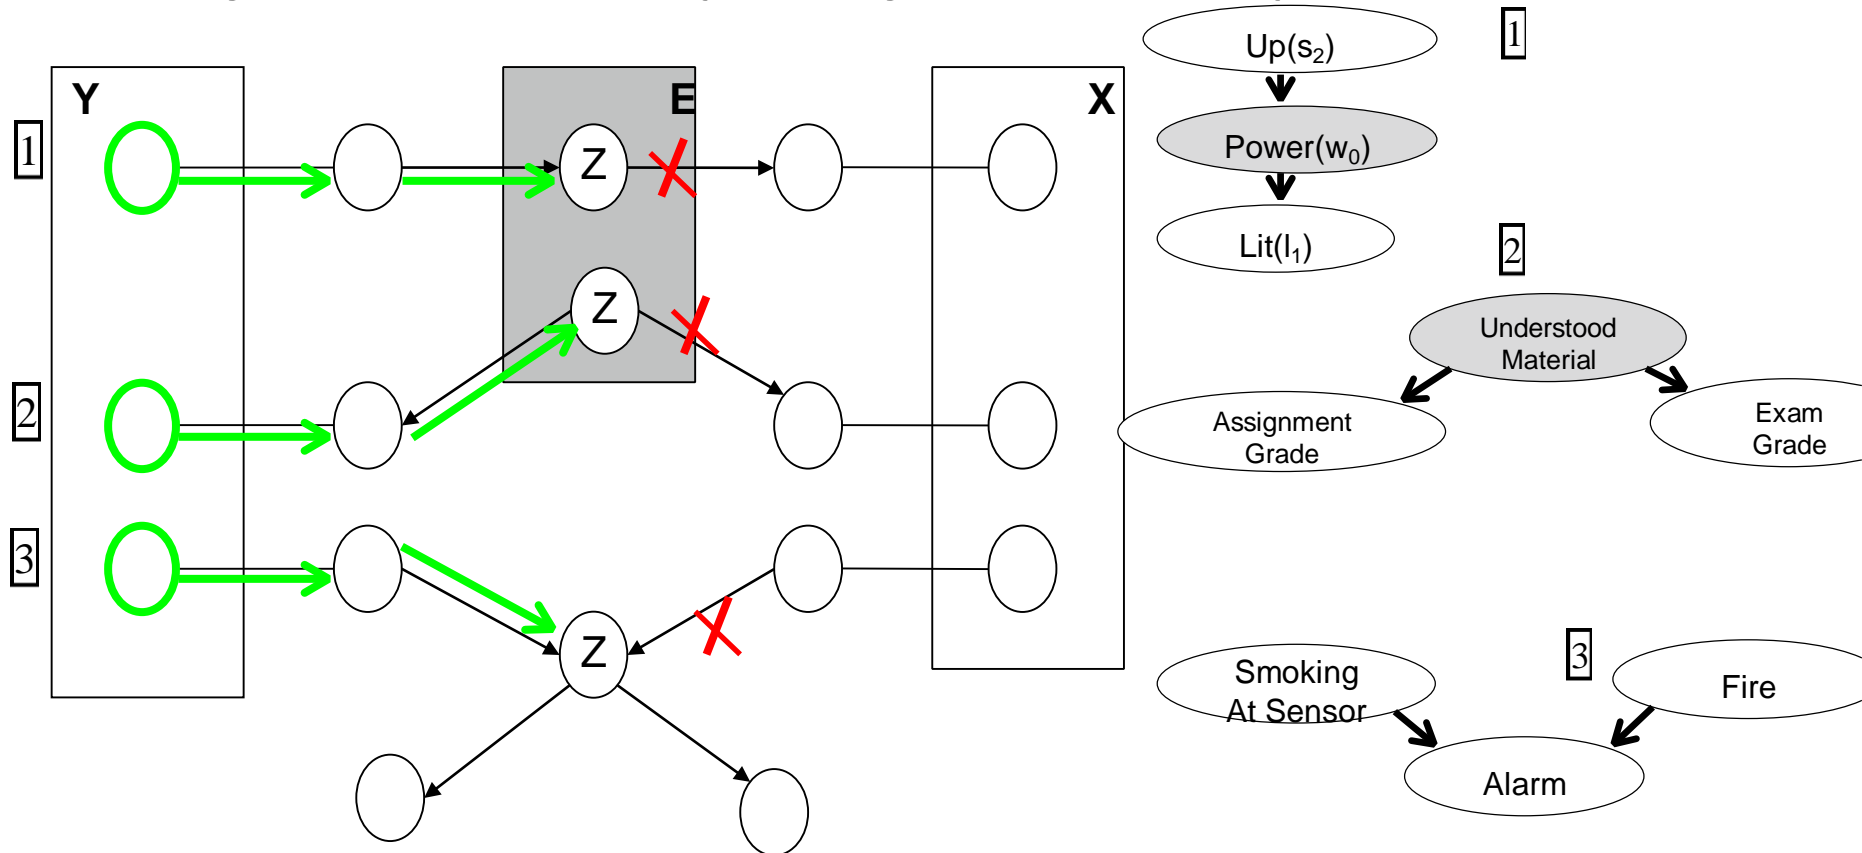 Y
E
X
1
Z
Z
2
3
Z
1
Up(s₂)
Power(w₀)
Lit(l₁)
2
Understood
Material
Assignment
Grade
Exam
Grade
3
Smoking
At Sensor
Fire
Alarm